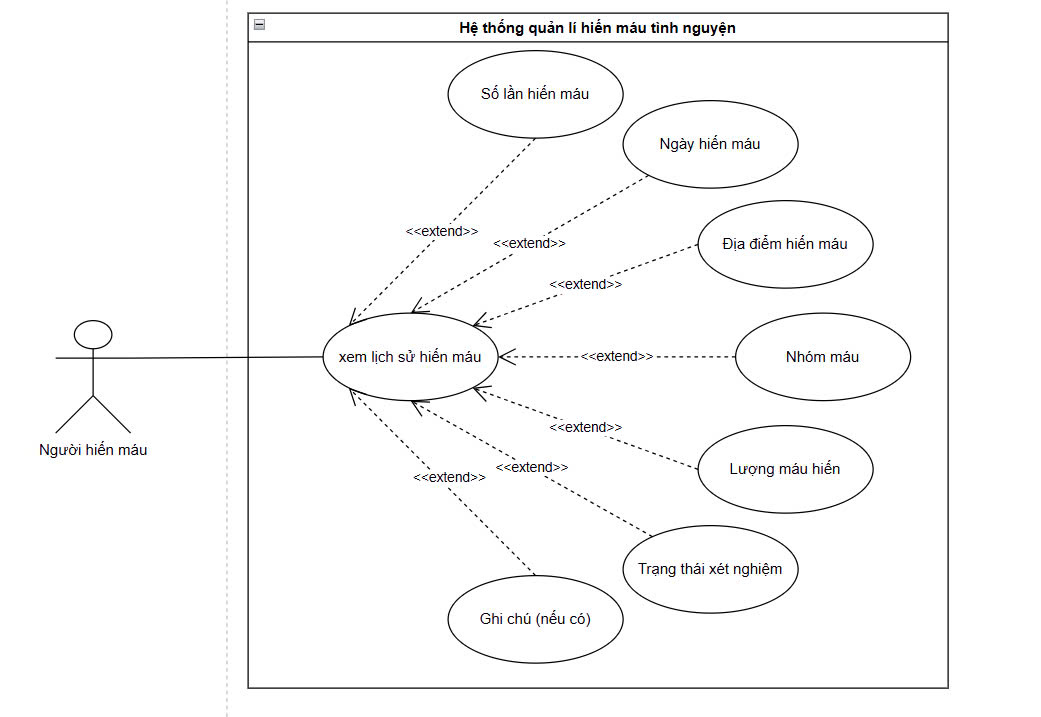 Hệ thống quản lí hiến máu tình nguyện
Số lần hiến máu
Ngày hiến máu
<<extend>>
<<extend>>
Địa điểm hiến máu
<<extend>>
xem lịch sử hiến máu
<<extend>>
Nhóm máu
Người hiến máu
<<extend>>
Lượng máu hiến
<<extend>>
<<extend>>
Trạng thái xét nghiệm
Ghi chú (nếu có)